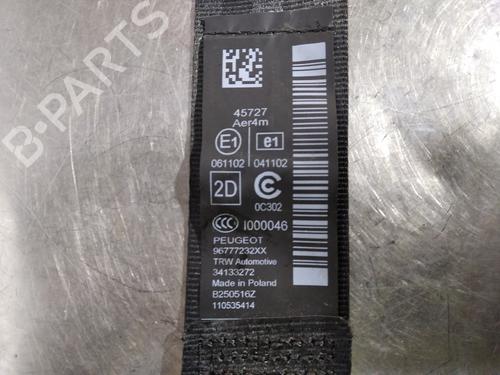 B-PARTS
45727
Aer4m
E1 e1
061102 041102
2D C
0C302
CCC I000046
PEUGEOT
96777232XX
TRW Automotive
34133272
Made in Poland
B250516Z
110535414